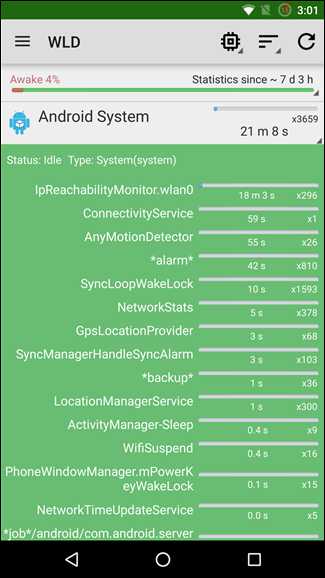 3:01
WLD
Awake 4% Statistics since ~ 7 d 3 h
Android System x3659
21 m 8 s
Status: Idle Type: System(system)
IpReachabilityMonitor.wlan0 18 m 3 s x296
ConnectivityService 59 s x1
AnyMotionDetector 55 s x26
*alarm* 42 s x810
SyncLoopWakeLock 10 s x1593
NetworkStats 5 s x378
GpsLocationProvider 3 s x68
SyncManagerHandleSyncAlarm 3 s x103
*backup* 1 s x36
LocationManagerService 1 s x300
ActivityManager-Sleep 0.4 s x9
WifiSuspend 0.4 s x16
PhoneWindowManager.mPowerK
eyWakeLock 0.1 s x15
NetworkTimeUpdateService 0.0 s x5
*job*/android/com.android.server